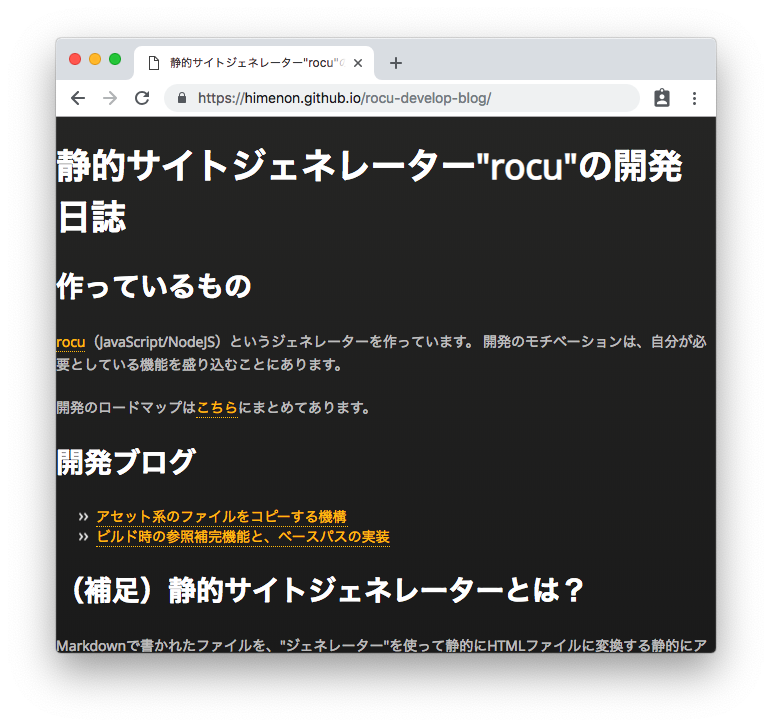 静的サイトジェネレーター"rocu"の
https://himenon.github.io/rocu-develop-blog/
静的サイトジェネレーター"rocu"の開発
日誌
作っているもの
rocu（JavaScript/NodeJS）というジェネレーターを作っています。 開発のモチベーションは、自分が必
要としている機能を盛り込むことにあります。
開発のロードマップはこちらにまとめてあります。
開発ブログ
›› アセット系のファイルをコピーする機構
›› ビルド時の参照補完機能と、ベースパスの実装
（補足）静的サイトジェネレーターとは？
Markdownで書かれたファイルを、"ジェネレーター"を使って静的にHTMLファイルに変換する静的にア